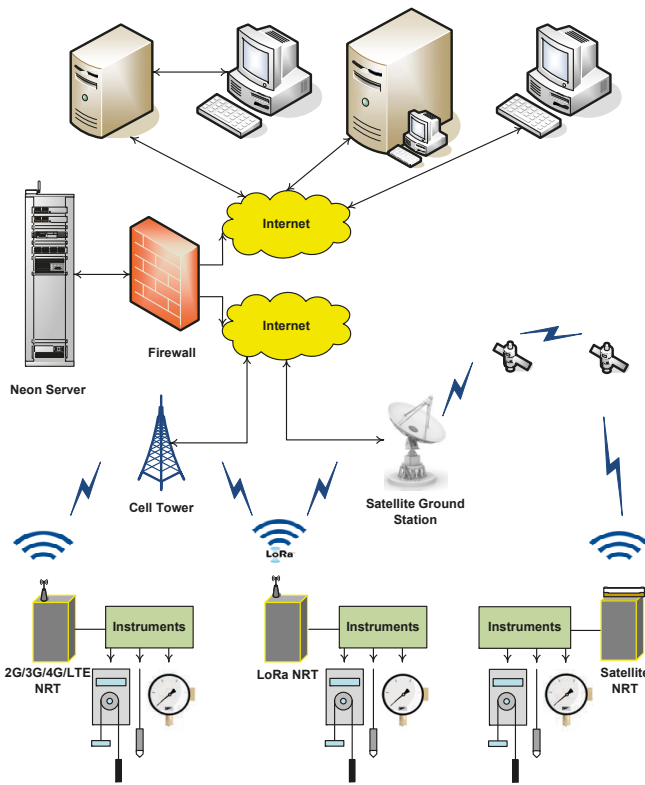 Internet
Internet
Firewall
Neon Server
Cell Tower
Satellite Ground
Station
LoRa
Instruments
Instruments
Instruments
2G/3G/4G/LTE
NRT
LoRa NRT
Satellite
NRT